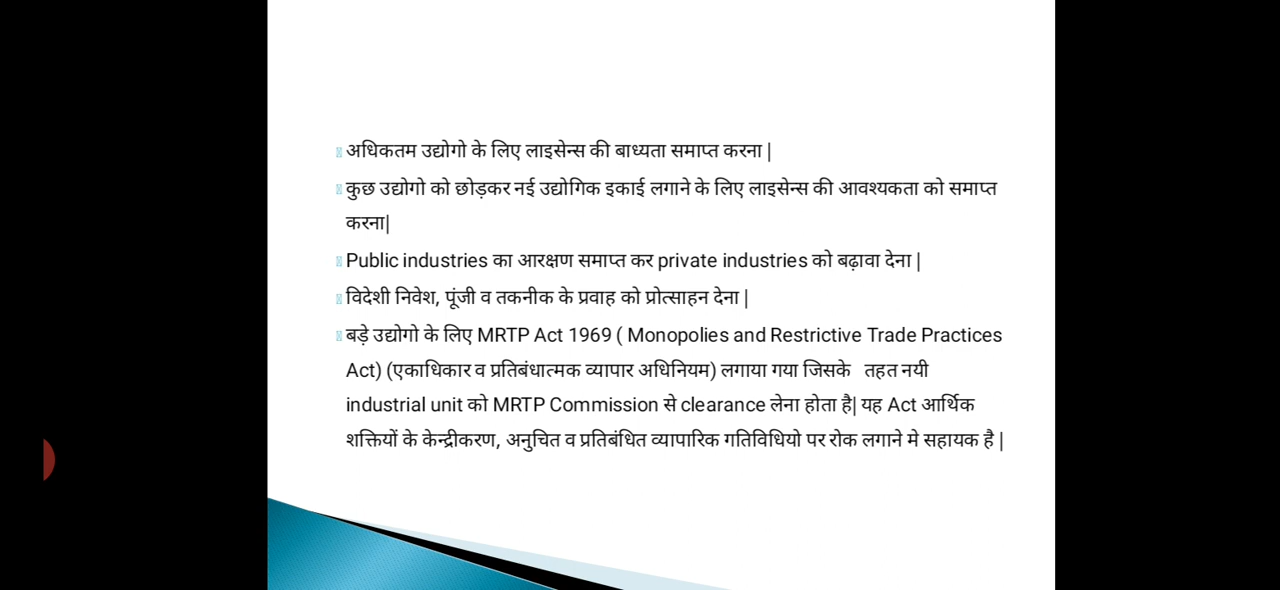 अधिकतम उद्योगो के लिए लाइसेन्स की बाध्यता समाप्त करना |
कुछ उद्योगो को छोड़कर नई उद्योगिक इकाई लगाने के लिए लाइसेन्स की आवश्यकता को समाप्त
करना|
Public industries का आरक्षण समाप्त कर private industries को बढ़ावा देना |
विदेशी निवेश, पूंजी व तकनीक के प्रवाह को प्रोत्साहन देना |
बड़े उद्योगो के लिए MRTP Act 1969 ( Monopolies and Restrictive Trade Practices
Act) (एकाधिकार व प्रतिबंधात्मक व्यापार अधिनियम) लगाया गया जिसके तहत नयी
industrial unit को MRTP Commission से clearance लेना होता है| यह Act आर्थिक
शक्तियों के केन्द्रीकरण, अनुचित व प्रतिबंधित व्यापारिक गतिविधियो पर रोक लगाने मे सहायक है |